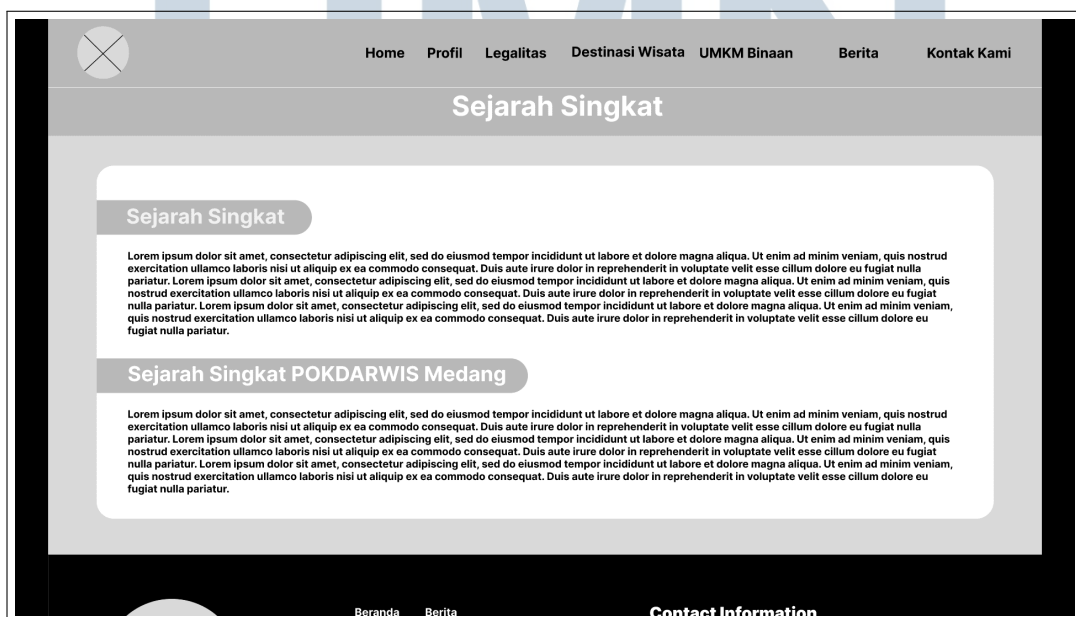 Home Profil Legalitas Destinasi Wisata UMKM Binaan Berita Kontak Kami
Sejarah Singkat
Sejarah Singkat
Lorem ipsum dolor sit amet, consectetur adipiscing elit, sed do eiusmod tempor incididunt ut labore et dolore magna aliqua. Ut enim ad minim veniam, quis nostrud
exercitation ullamco laboris nisi ut aliquip ex ea commodo consequat. Duis aute irure dolor in reprehenderit in voluptate velit esse cillum dolore eu fugiat nulla
pariatur. Lorem ipsum dolor sit amet, consectetur adipiscing elit, sed do eiusmod tempor incididunt ut labore et dolore magna aliqua. Ut enim ad minim veniam, quis
nostrud exercitation ullamco laboris nisi ut aliquip ex ea commodo consequat. Duis aute irure dolor in reprehenderit in voluptate velit esse cillum dolore eu fugiat
nulla pariatur. Lorem ipsum dolor sit amet, consectetur adipiscing elit, sed do eiusmod tempor incididunt ut labore et dolore magna aliqua. Ut enim ad minim veniam,
quis nostrud exercitation ullamco laboris nisi ut aliquip ex ea commodo consequat. Duis aute irure dolor in reprehenderit in voluptate velit esse cillum dolore eu
fugiat nulla pariatur.
Sejarah Singkat POKDARWIS Medang
Lorem ipsum dolor sit amet, consectetur adipiscing elit, sed do eiusmod tempor incididunt ut labore et dolore magna aliqua. Ut enim ad minim veniam, quis nostrud
exercitation ullamco laboris nisi ut aliquip ex ea commodo consequat. Duis aute irure dolor in reprehenderit in voluptate velit esse cillum dolore eu fugiat nulla
pariatur. Lorem ipsum dolor sit amet, consectetur adipiscing elit, sed do eiusmod tempor incididunt ut labore et dolore magna aliqua. Ut enim ad minim veniam, quis
nostrud exercitation ullamco laboris nisi ut aliquip ex ea commodo consequat. Duis aute irure dolor in reprehenderit in voluptate velit esse cillum dolore eu fugiat
nulla pariatur. Lorem ipsum dolor sit amet, consectetur adipiscing elit, sed do eiusmod tempor incididunt ut labore et dolore magna aliqua. Ut enim ad minim veniam,
quis nostrud exercitation ullamco laboris nisi ut aliquip ex ea commodo consequat. Duis aute irure dolor in reprehenderit in voluptate velit esse cillum dolore eu
fugiat nulla pariatur.
Beranda Berita Contact Information